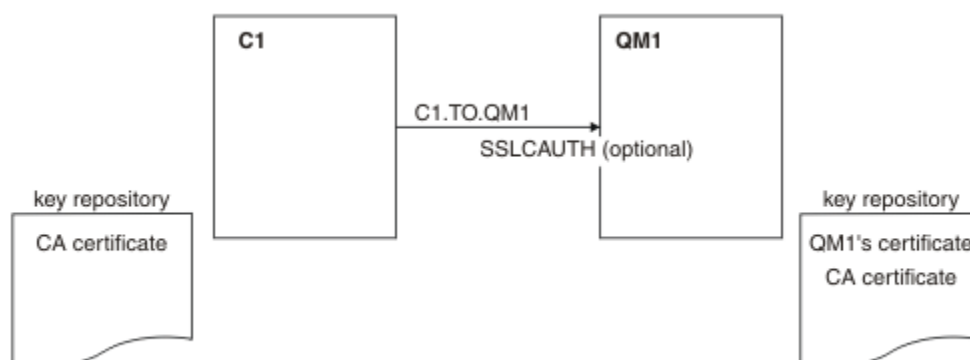 C1
QM1
C1.TO.QM1
SSLCAUTH (optional)
key repository
key repository
CA certificate
QM1's certificate
CA certificate